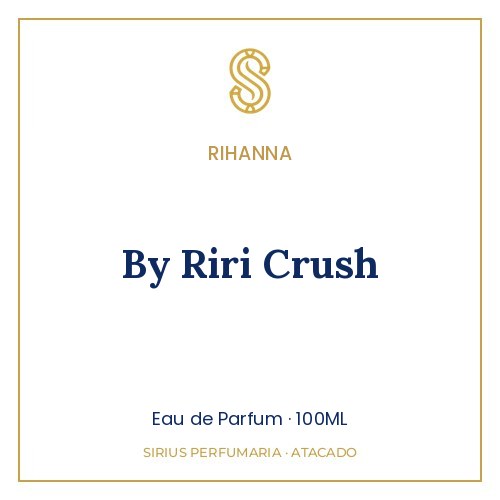 RIHANNA
By Riri Crush
Eau de Parfum · 100ML
SIRIUS PERFUMARIA · ATACADO